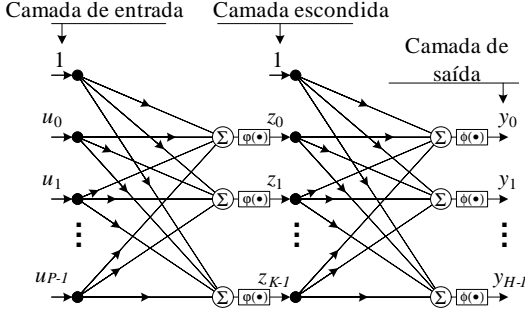 Camada de entrada
Camada escondida
Camada de
saída
1
1
u0
Σ
φ(•)
z0
Σ
ϕ(•)
y0
u1
Σ
φ(•)
z1
Σ
ϕ(•)
y1
uP-1
Σ
φ(•)
zK-1
Σ
ϕ(•)
yH-1